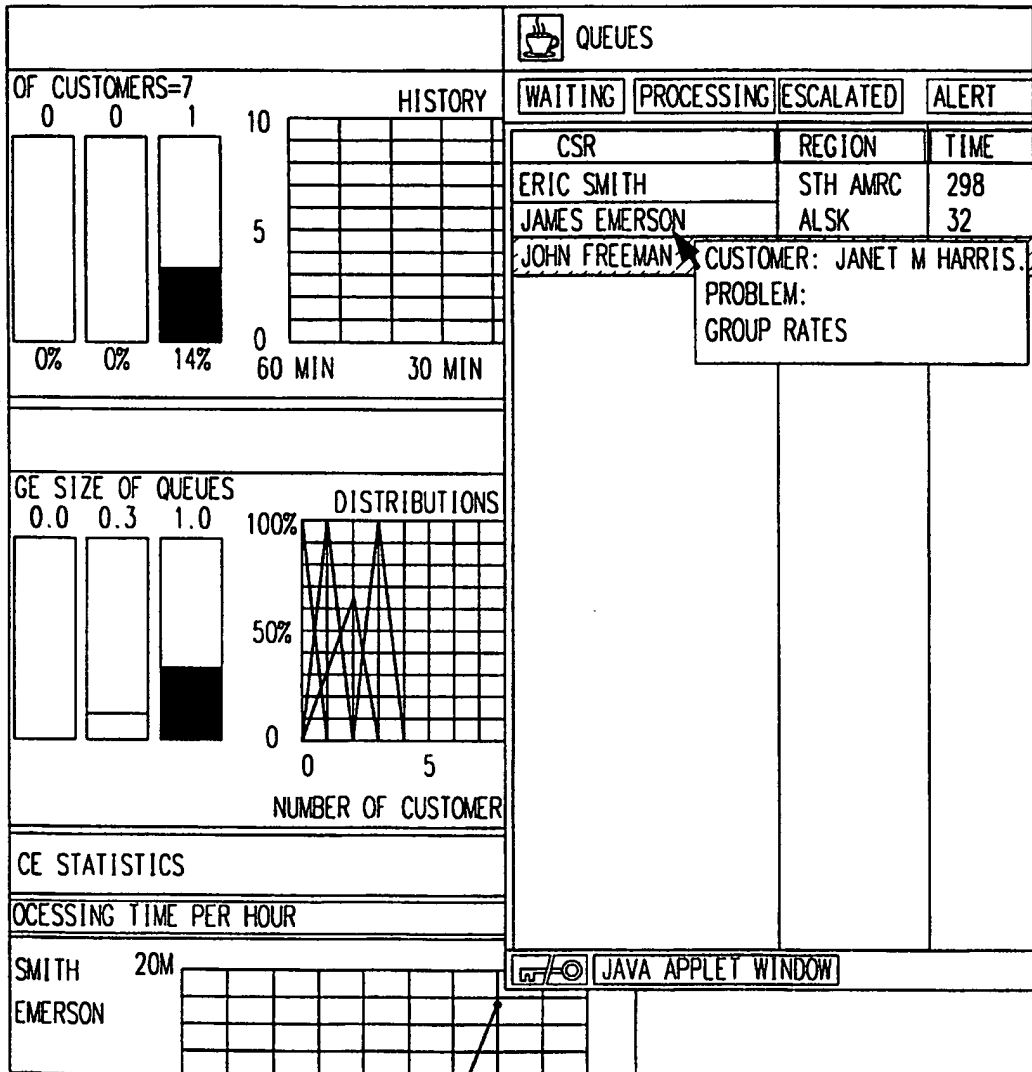 OF CUSTOMERS=7
0 0 1
HISTORY
10
5
0
0% 0% 14%
60 MIN 30 MIN
GE SIZE OF QUEUES
0.0 0.3 1.0
DISTRIBUTIONS
100%
50%
0
0 5
NUMBER OF CUSTOMER
CE STATISTICS
OCESSING TIME PER HOUR
SMITH
EMERSON
20M
QUEUES
WAITING PROCESSING ESCALATED ALERT
CSR REGION TIME
ERIC SMITH STH AMRC 298
JAMES EMERSON ALSK 32
JOHN FREEMAN
CUSTOMER: JANET M HARRIS.
PROBLEM:
GROUP RATES
JAVA APPLET WINDOW